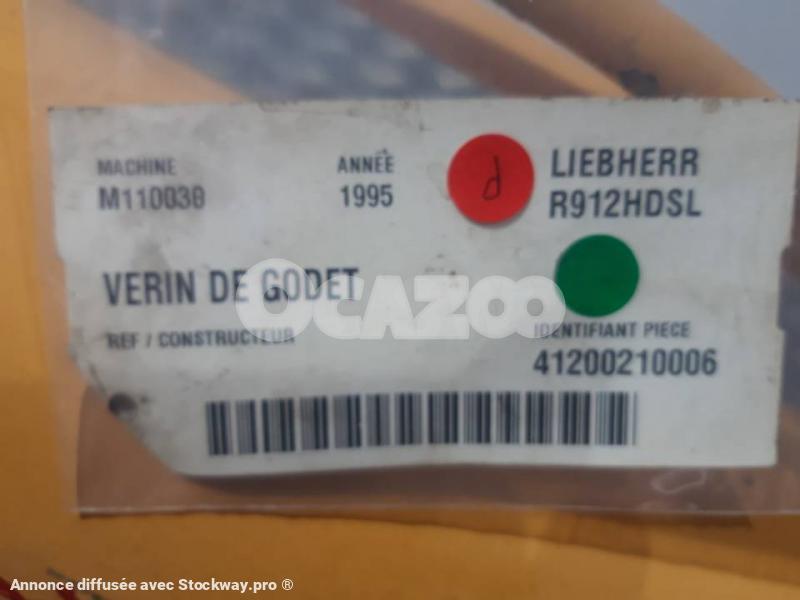 MACHINE
M110030
ANNÉE
1995
d
LIEBHERR
R912HDSL
VERIN DE GODET
OCAZOO
REF / CONSTRUCTEUR
IDENTIFIANT PIECE
41200210006
Annonce diffusée avec Stockway.pro ®